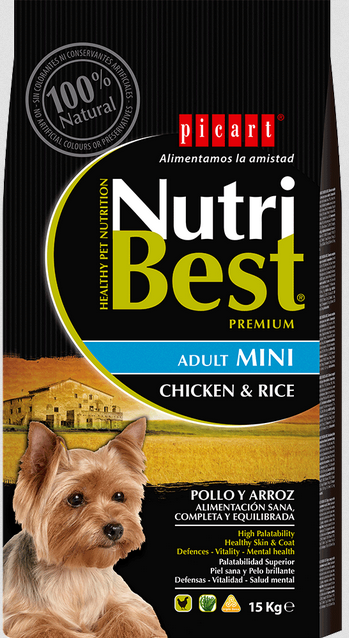 SIN COLORANTES NI CONSERVANTES ARTIFICIALES
100%
Natural
NO ARTIFICIAL COLOURS OR PRESERVATIVES
picart®
Alimentamos la amistad
HEALTHY PET NUTRITION
Nutri
Best®
PREMIUM
ADULT MINI
CHICKEN & RICE
POLLO Y ARROZ
ALIMENTACIÓN SANA,
COMPLETA Y EQUILIBRADA
High Palatability
Healthy Skin & Coat
Defences - Vitality - Mental health
Palatabilidad Superior
Piel sana y Pelo brillante
Defensas - Vitalidad - Salud mental
15 Kg℮